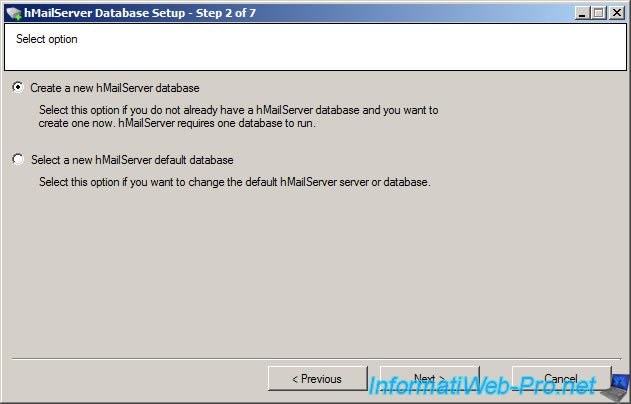 hMailServer Database Setup - Step 2 of 7
Select option
Create a new hMailServer database
Select this option if you do not already have a hMailServer database and you want to
create one now. hMailServer requires one database to run.
Select a new hMailServer default database
Select this option if you want to change the default hMailServer server or database.
< Previous
Next >
Cancel
InformatiWeb-Pro.net